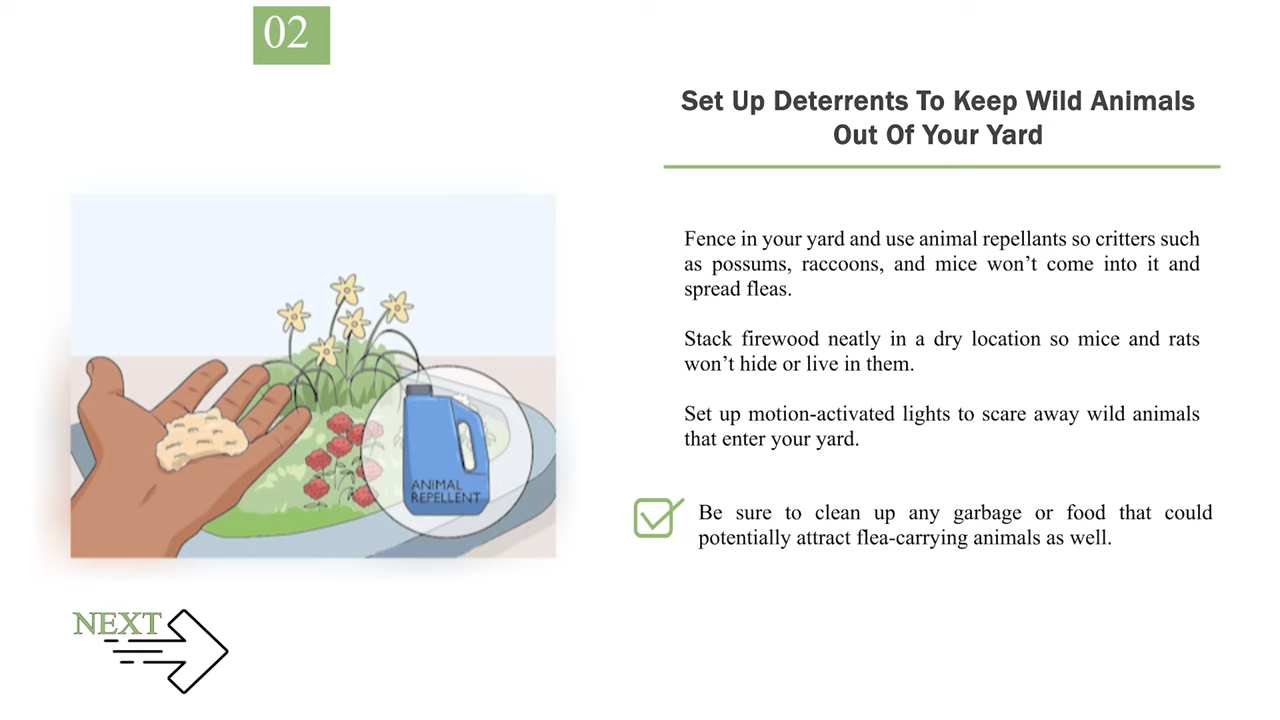 02
Set Up Deterrents To Keep Wild Animals
Out Of Your Yard
Fence in your yard and use animal repellants so critters such
as possums, raccoons, and mice won’t come into it and
spread fleas.
Stack firewood neatly in a dry location so mice and rats
won’t hide or live in them.
Set up motion-activated lights to scare away wild animals
that enter your yard.
Be sure to clean up any garbage or food that could
potentially attract flea-carrying animals as well.
ANIMAL
REPELLENT
NEXT